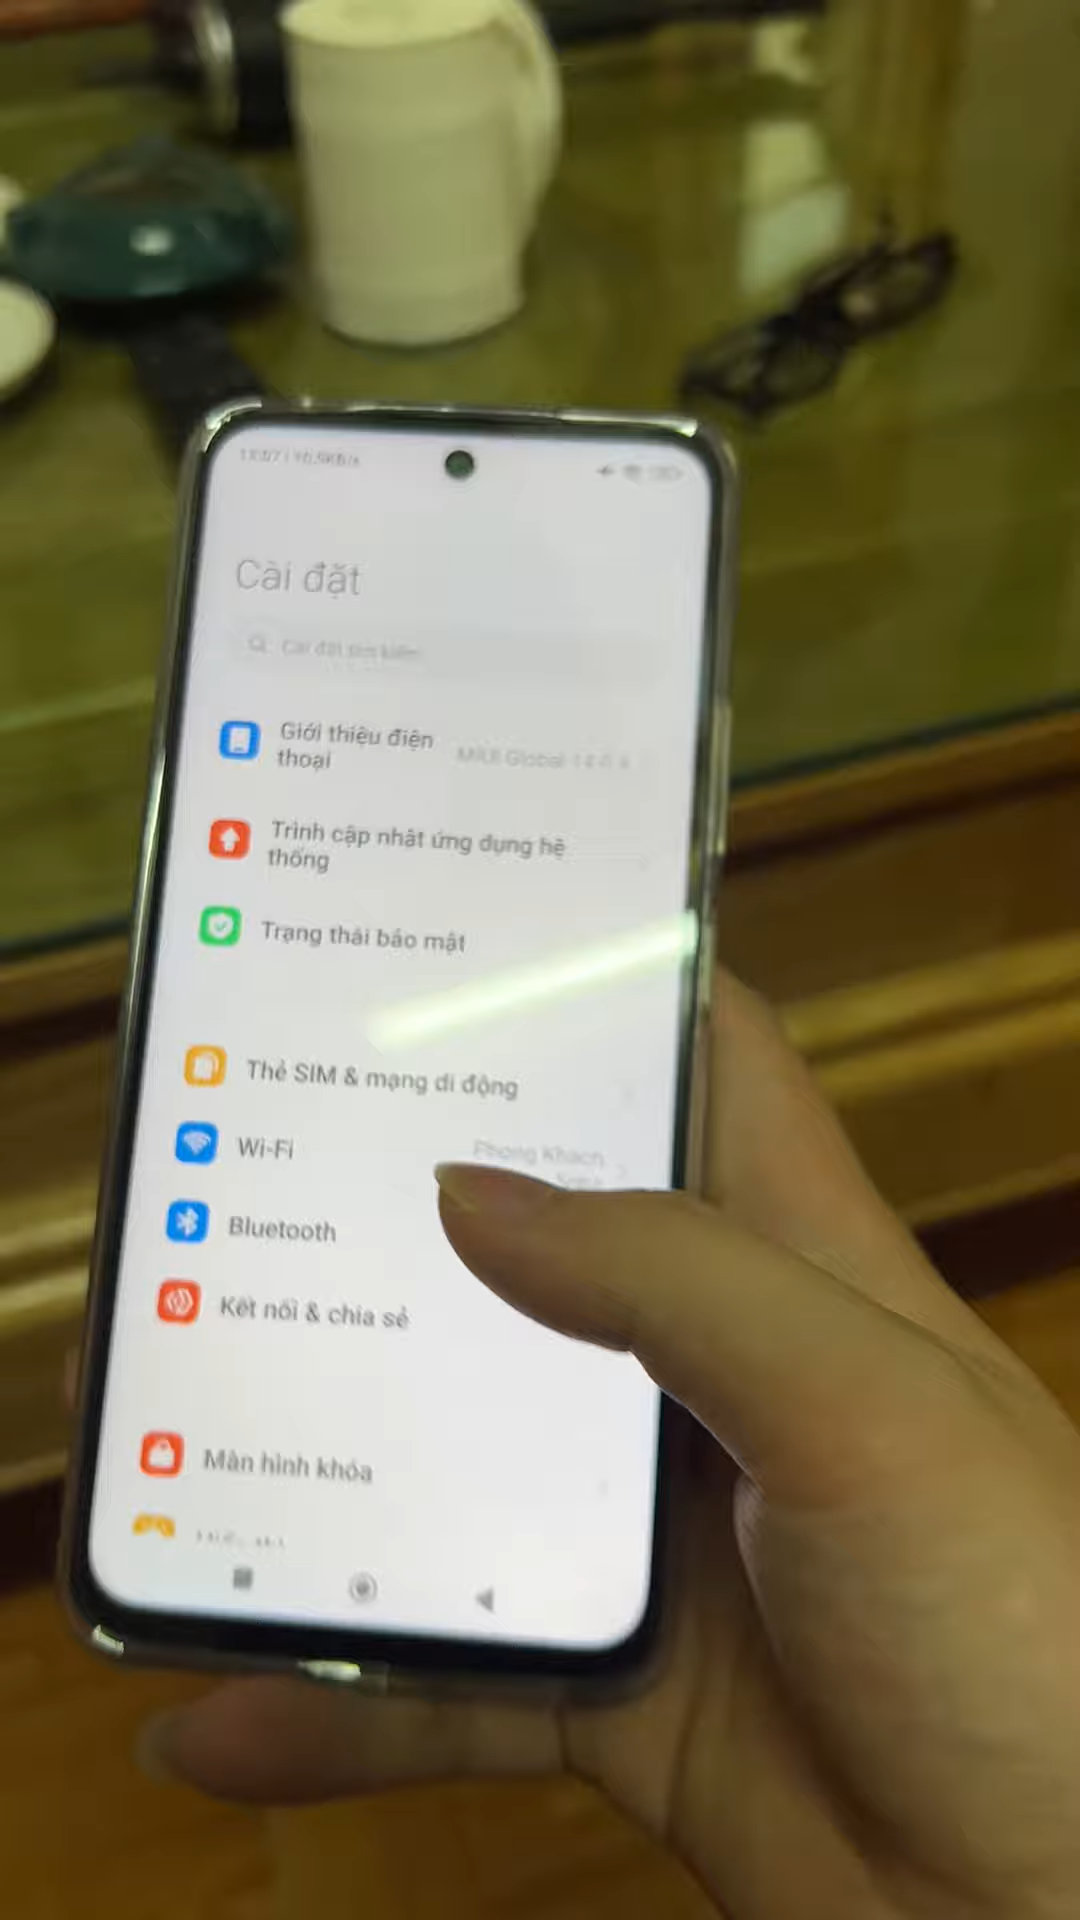 Cài đặt
Cài đặt tìm kiếm
Giới thiệu điện
thoại
MIUI Global 14.0.4
Trình cập nhật ứng dụng hệ
thống
Trạng thái bảo mật
Thẻ SIM & mạng di động
Wi-Fi
Phong Khach
Bluetooth
Kết nối & chia sẻ
Màn hình khóa